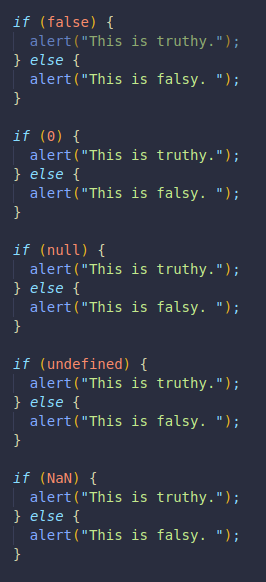 if (false) {
  alert("This is truthy.");
} else {
  alert("This is falsy. ");
}

if (0) {
  alert("This is truthy.");
} else {
  alert("This is falsy. ");
}

if (null) {
  alert("This is truthy.");
} else {
  alert("This is falsy. ");
}

if (undefined) {
  alert("This is truthy.");
} else {
  alert("This is falsy. ");
}

if (NaN) {
  alert("This is truthy.");
} else {
  alert("This is falsy. ");
}